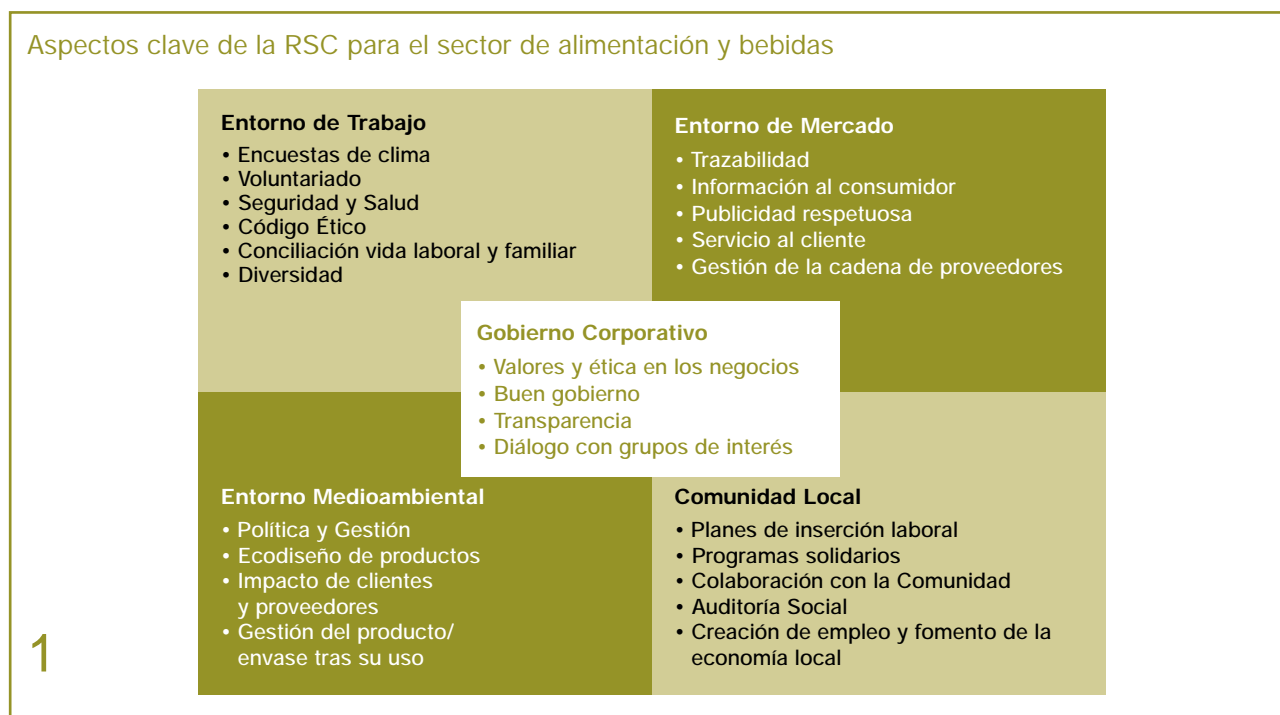 Aspectos clave de la RSC para el sector de alimentación y bebidas
Entorno de Trabajo
• Encuestas de clima
• Voluntariado
• Seguridad y Salud
• Código Ético
• Conciliación vida laboral y familiar
• Diversidad
Entorno de Mercado
• Trazabilidad
• Información al consumidor
• Publicidad respetuosa
• Servicio al cliente
• Gestión de la cadena de proveedores
Gobierno Corporativo
• Valores y ética en los negocios
• Buen gobierno
• Transparencia
• Diálogo con grupos de interés
Entorno Medioambiental
• Política y Gestión
• Ecodiseño de productos
• Impacto de clientes
y proveedores
• Gestión del producto/
envase tras su uso
Comunidad Local
• Planes de inserción laboral
• Programas solidarios
• Colaboración con la Comunidad
• Auditoría Social
• Creación de empleo y fomento de la
economía local
1